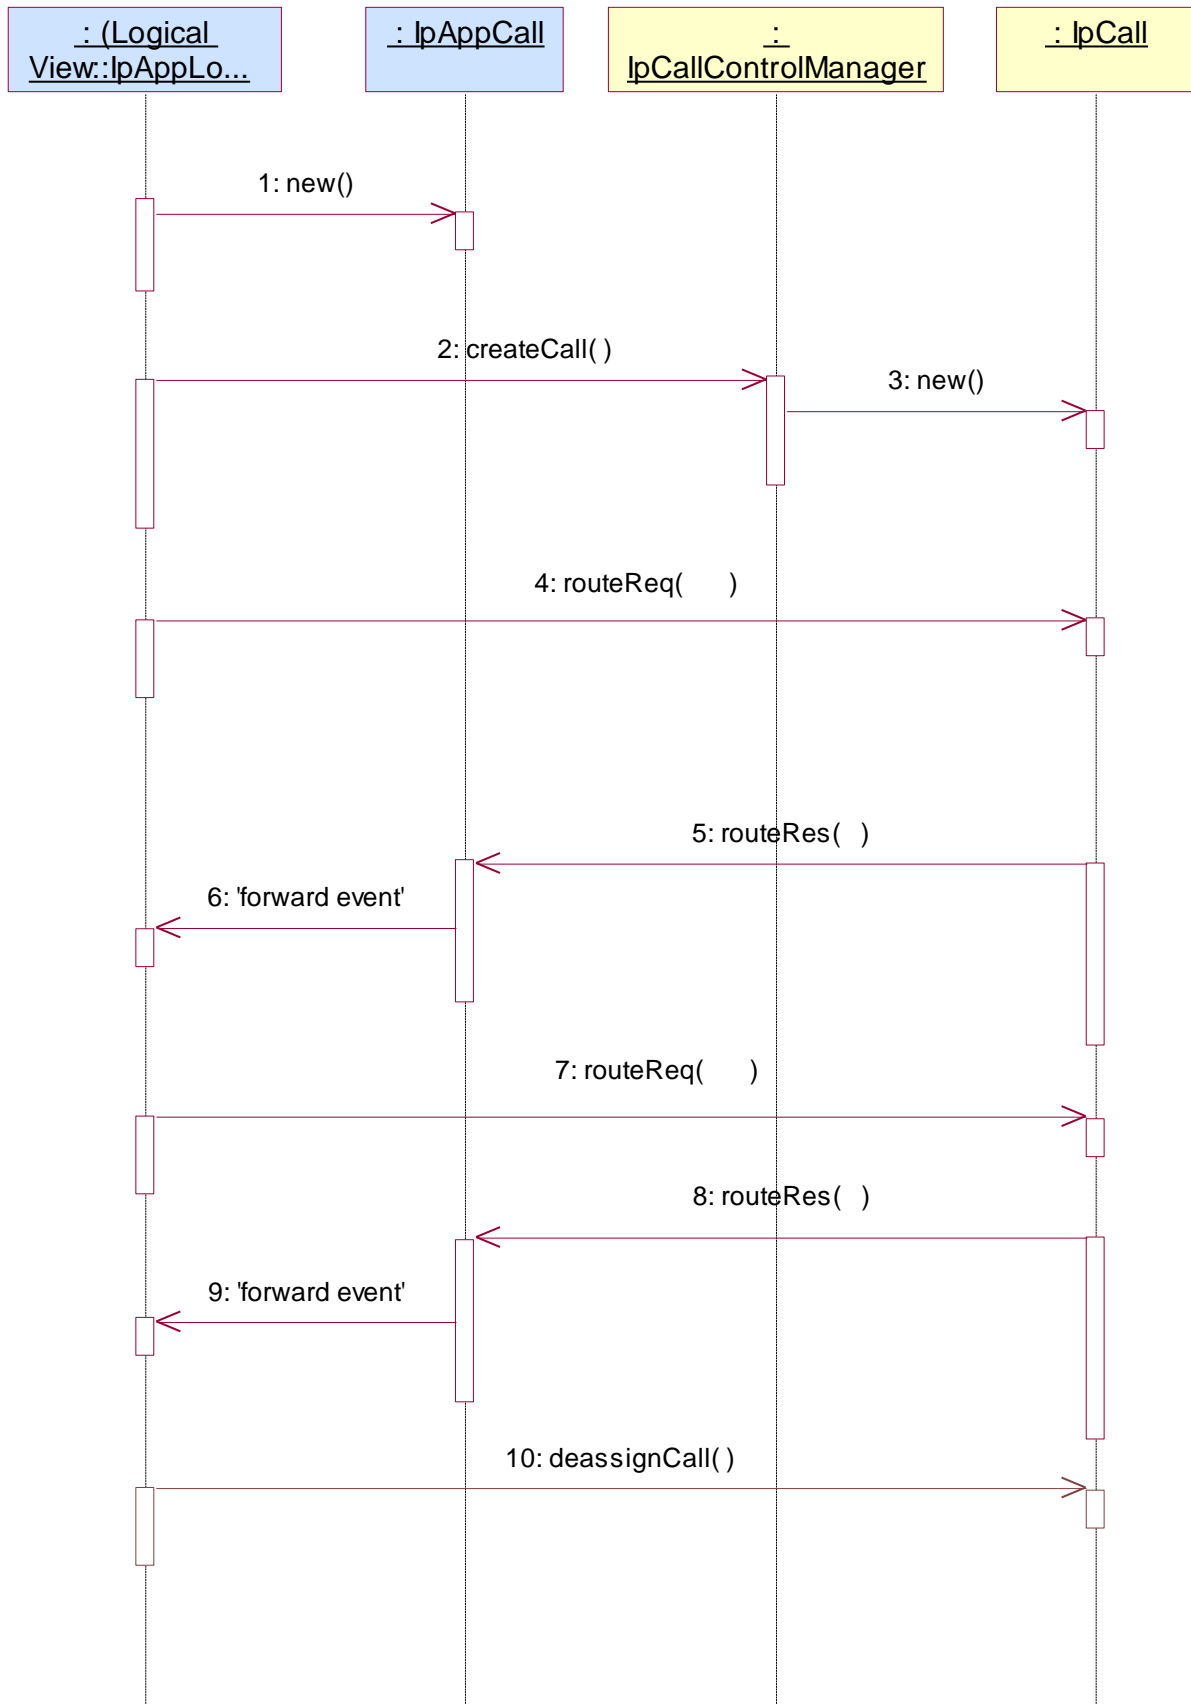 : (Logical
View::IpAppLo...
: IpAppCall
:
IpCallControlManager
: IpCall
1: new()
2: createCall( )
3: new()
4: routeReq(      )
5: routeRes(   )
6: 'forward event'
7: routeReq(      )
8: routeRes(   )
9: 'forward event'
10: deassignCall( )